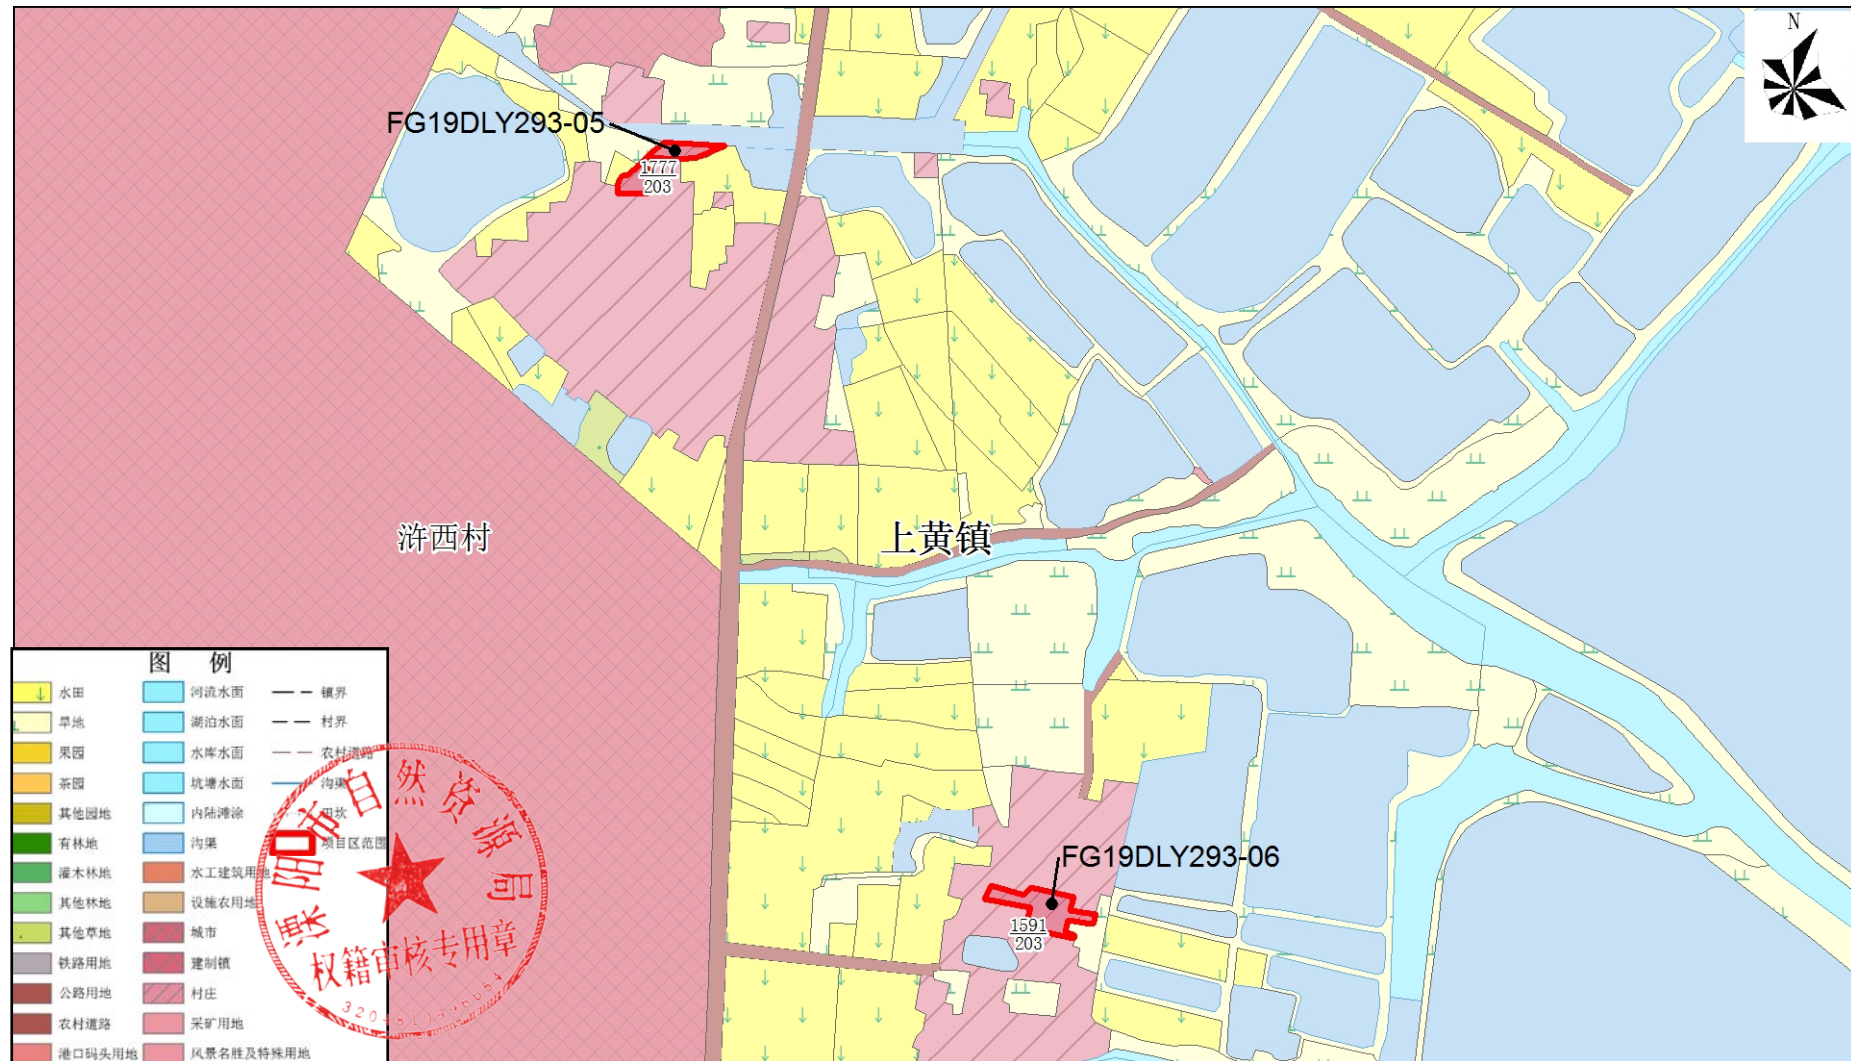 N
FG19DLY293-05
1777
203
浒西村
上黄镇
FG19DLY293-06
1591
203
图 例
水田
河流水面
镇界
旱地
湖泊水面
村界
果园
水库水面
农村道路
茶园
坑塘水面
沟渠
其他园地
内陆滩涂
田坎
有林地
沟渠
项目区范围
灌木林地
水工建筑用地
其他林地
设施农用地
其他草地
城市
铁路用地
建制镇
公路用地
村庄
农村道路
采矿用地
港口码头用地
风景名胜及特殊用地
溧阳市自然资源局
权籍审核专用章